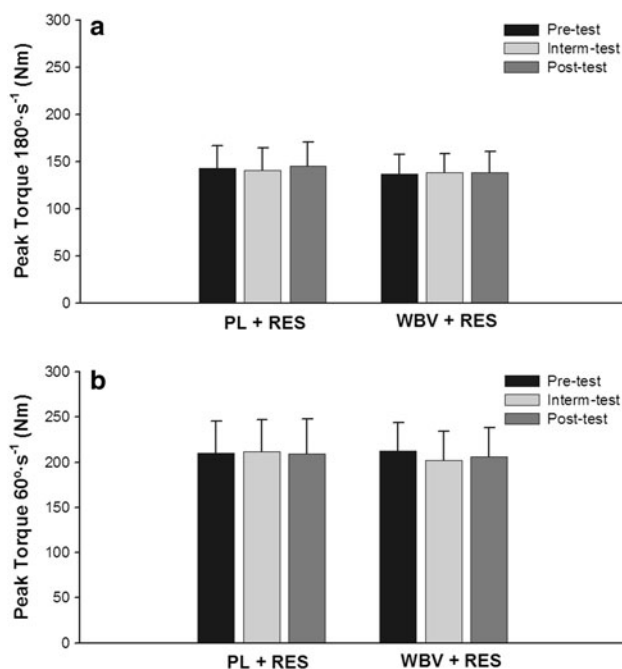 a
Pre-test
Interm-test
Post-test
Peak Torque 180º·s⁻¹ (Nm)
300
250
200
150
100
50
0
PL + RES
WBV + RES
b
Pre-test
Interm-test
Post-test
Peak Torque 60º·s⁻¹ (Nm)
300
250
200
150
100
50
0
PL + RES
WBV + RES